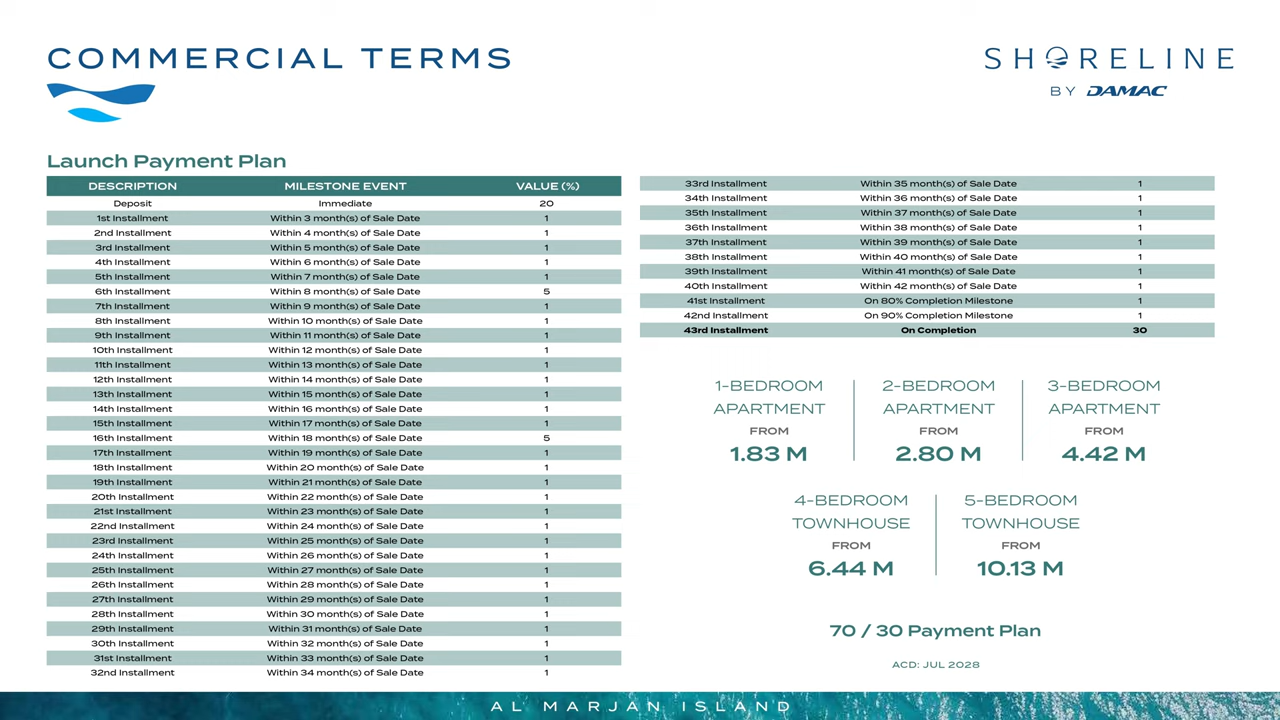 COMMERCIAL TERMS
SHORELINE
BY DAMAC
Launch Payment Plan
DESCRIPTION MILESTONE EVENT VALUE (%)
Deposit Immediate 20
1st Installment Within 3 month(s) of Sale Date 1
2nd Installment Within 4 month(s) of Sale Date 1
3rd Installment Within 5 month(s) of Sale Date 1
4th Installment Within 6 month(s) of Sale Date 1
5th Installment Within 7 month(s) of Sale Date 1
6th Installment Within 8 month(s) of Sale Date 5
7th Installment Within 9 month(s) of Sale Date 1
8th Installment Within 10 month(s) of Sale Date 1
9th Installment Within 11 month(s) of Sale Date 1
10th Installment Within 12 month(s) of Sale Date 1
11th Installment Within 13 month(s) of Sale Date 1
12th Installment Within 14 month(s) of Sale Date 1
13th Installment Within 15 month(s) of Sale Date 1
14th Installment Within 16 month(s) of Sale Date 1
15th Installment Within 17 month(s) of Sale Date 1
16th Installment Within 18 month(s) of Sale Date 5
17th Installment Within 19 month(s) of Sale Date 1
18th Installment Within 20 month(s) of Sale Date 1
19th Installment Within 21 month(s) of Sale Date 1
20th Installment Within 22 month(s) of Sale Date 1
21st Installment Within 23 month(s) of Sale Date 1
22nd Installment Within 24 month(s) of Sale Date 1
23rd Installment Within 25 month(s) of Sale Date 1
24th Installment Within 26 month(s) of Sale Date 1
25th Installment Within 27 month(s) of Sale Date 1
26th Installment Within 28 month(s) of Sale Date 1
27th Installment Within 29 month(s) of Sale Date 1
28th Installment Within 30 month(s) of Sale Date 1
29th Installment Within 31 month(s) of Sale Date 1
30th Installment Within 32 month(s) of Sale Date 1
31st Installment Within 33 month(s) of Sale Date 1
32nd Installment Within 34 month(s) of Sale Date 1
33rd Installment Within 35 month(s) of Sale Date 1
34th Installment Within 36 month(s) of Sale Date 1
35th Installment Within 37 month(s) of Sale Date 1
36th Installment Within 38 month(s) of Sale Date 1
37th Installment Within 39 month(s) of Sale Date 1
38th Installment Within 40 month(s) of Sale Date 1
39th Installment Within 41 month(s) of Sale Date 1
40th Installment Within 42 month(s) of Sale Date 1
41st Installment On 80% Completion Milestone 1
42nd Installment On 90% Completion Milestone 1
43rd Installment On Completion 30
1-BEDROOM
APARTMENT
FROM
1.83 M
2-BEDROOM
APARTMENT
FROM
2.80 M
3-BEDROOM
APARTMENT
FROM
4.42 M
4-BEDROOM
TOWNHOUSE
FROM
6.44 M
5-BEDROOM
TOWNHOUSE
FROM
10.13 M
70 / 30 Payment Plan
ACD: JUL 2028
AL MARJAN ISLAND